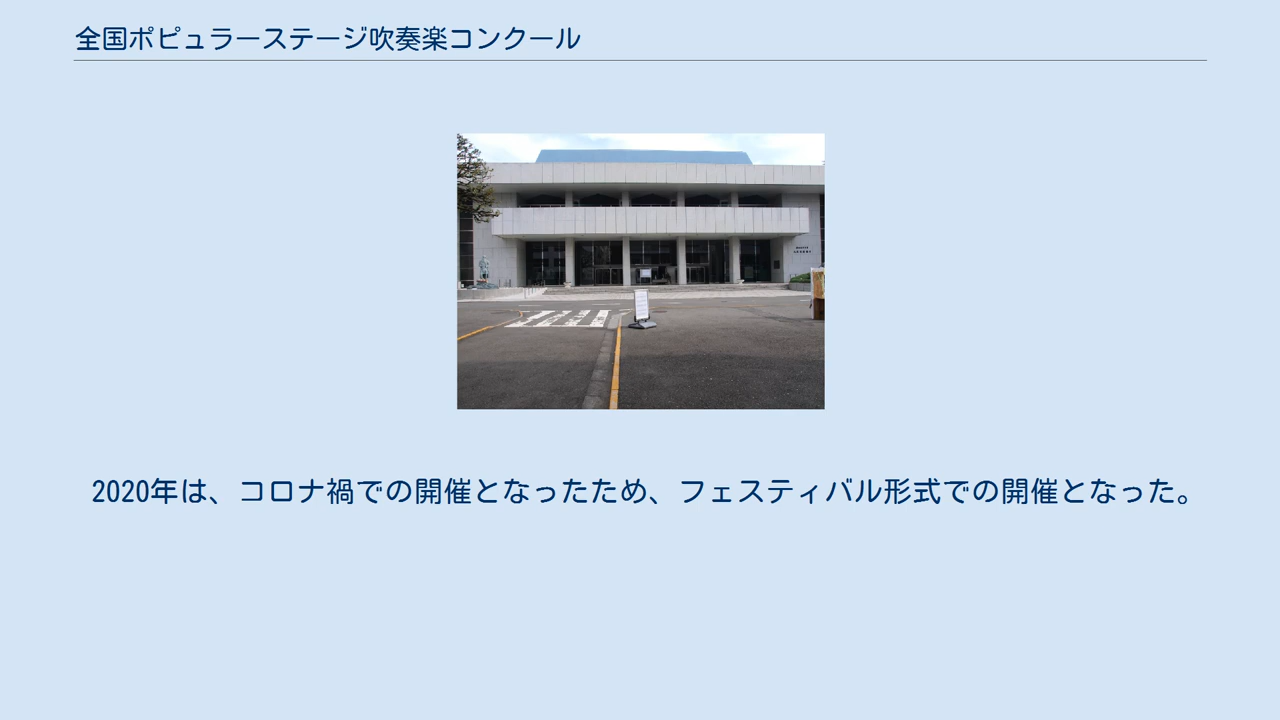 全国ポピュラーステージ吹奏楽コンクール
2020年は、コロナ禍での開催となったため、フェスティバル形式での開催となった。